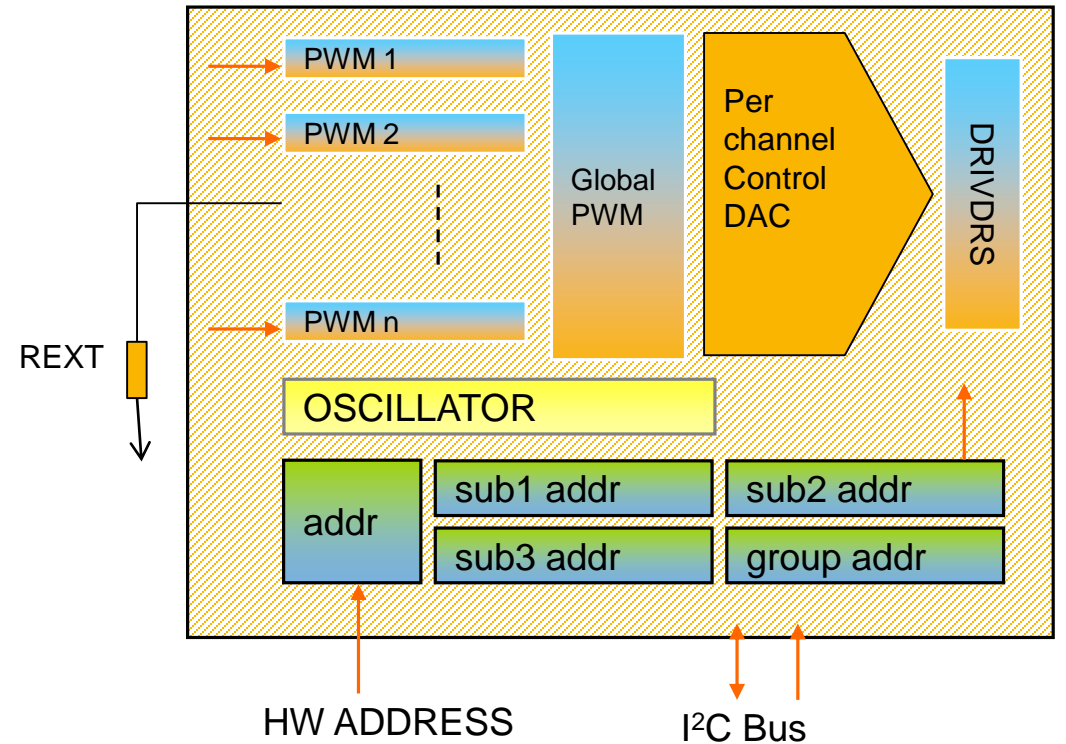 PWM 1
PWM 2
PWM n
Global
PWM
Per
channel
Control
DAC
DRIVDRS
REXT
OSCILLATOR
addr
sub1 addr
sub2 addr
sub3 addr
group addr
HW ADDRESS
I²C Bus